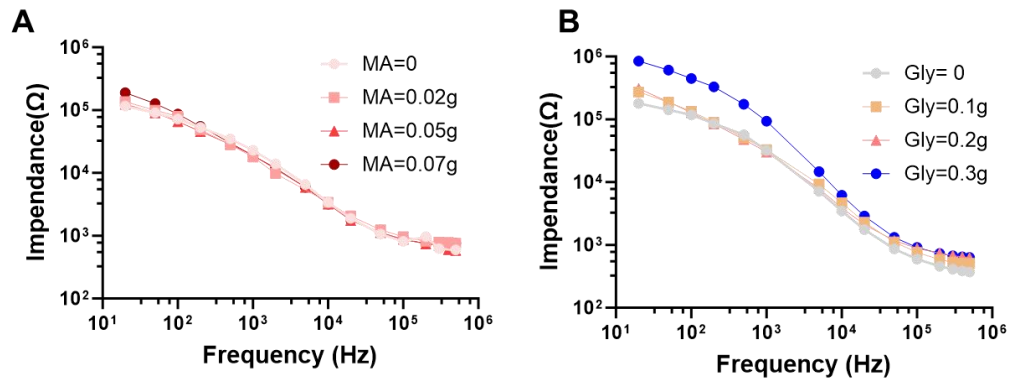 A
Impendance(Ω)
10⁶
10⁵
10⁴
10³
10²
MA=0
MA=0.02g
MA=0.05g
MA=0.07g
10¹ 10² 10³ 10⁴ 10⁵ 10⁶
Frequency (Hz)
B
Impendance(Ω)
10⁶
10⁵
10⁴
10³
10²
Gly= 0
Gly=0.1g
Gly=0.2g
Gly=0.3g
10¹ 10² 10³ 10⁴ 10⁵ 10⁶
Frequency (Hz)